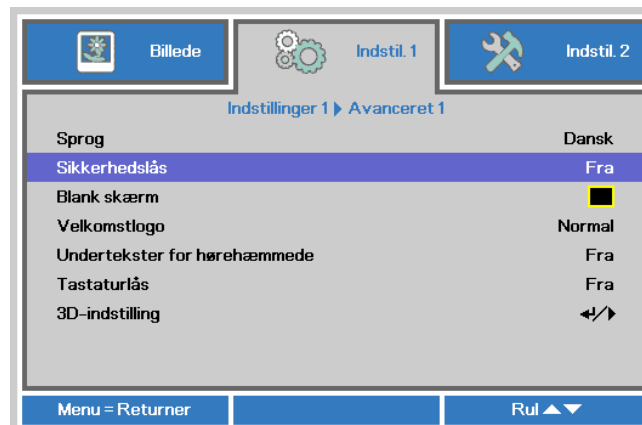 Billede
Indstil. 1
Indstil. 2
Indstillinger 1 Avanceret 1
Sprog Dansk
Sikkerhedslås Fra
Blank skærm
Velkomstlogo Normal
Undertekster for hørehæmmede Fra
Tastaturlås Fra
3D-indstilling
Menu = Returner
Rul